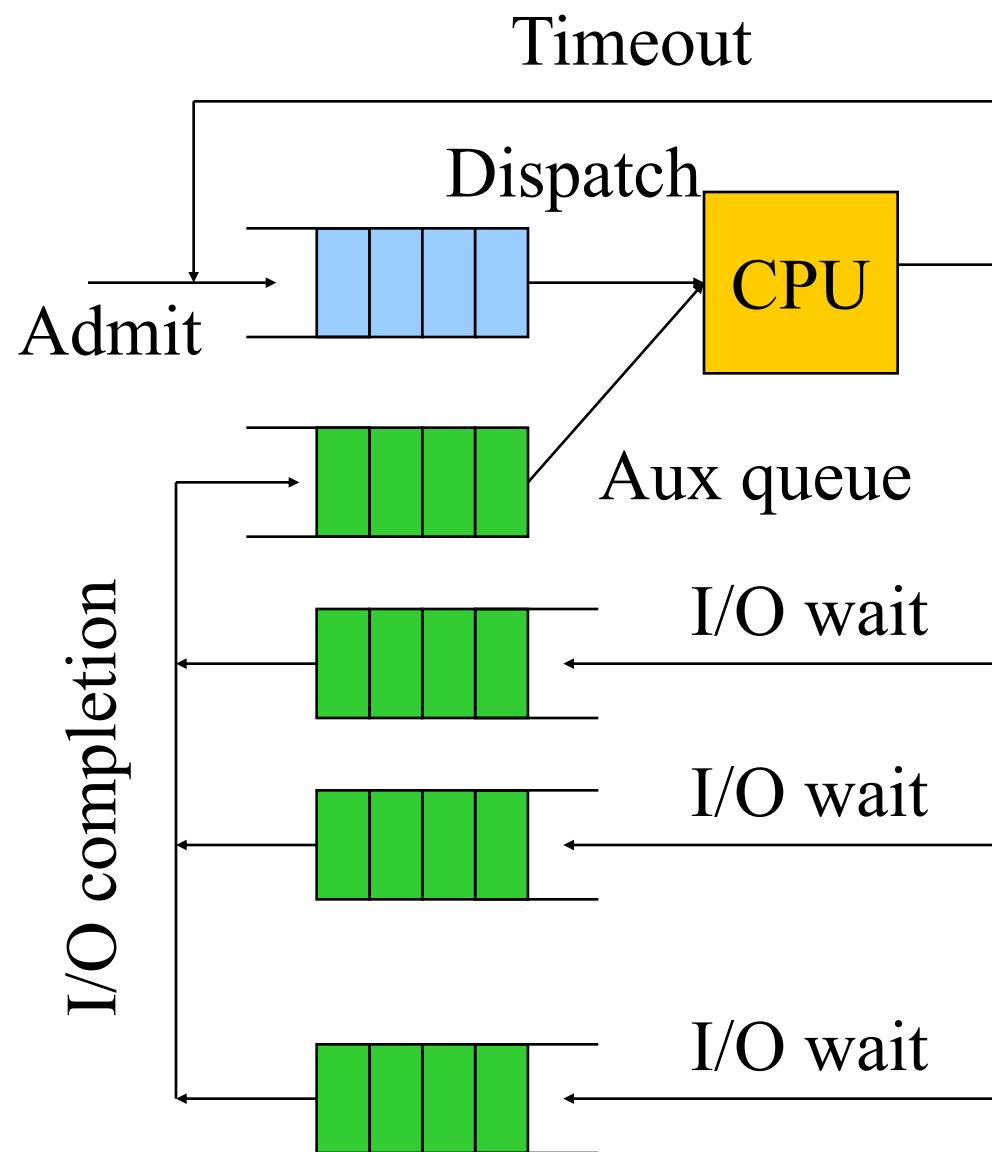 Timeout
Dispatch
CPU
Admit
Aux queue
I/O wait
I/O completion
I/O wait
I/O wait